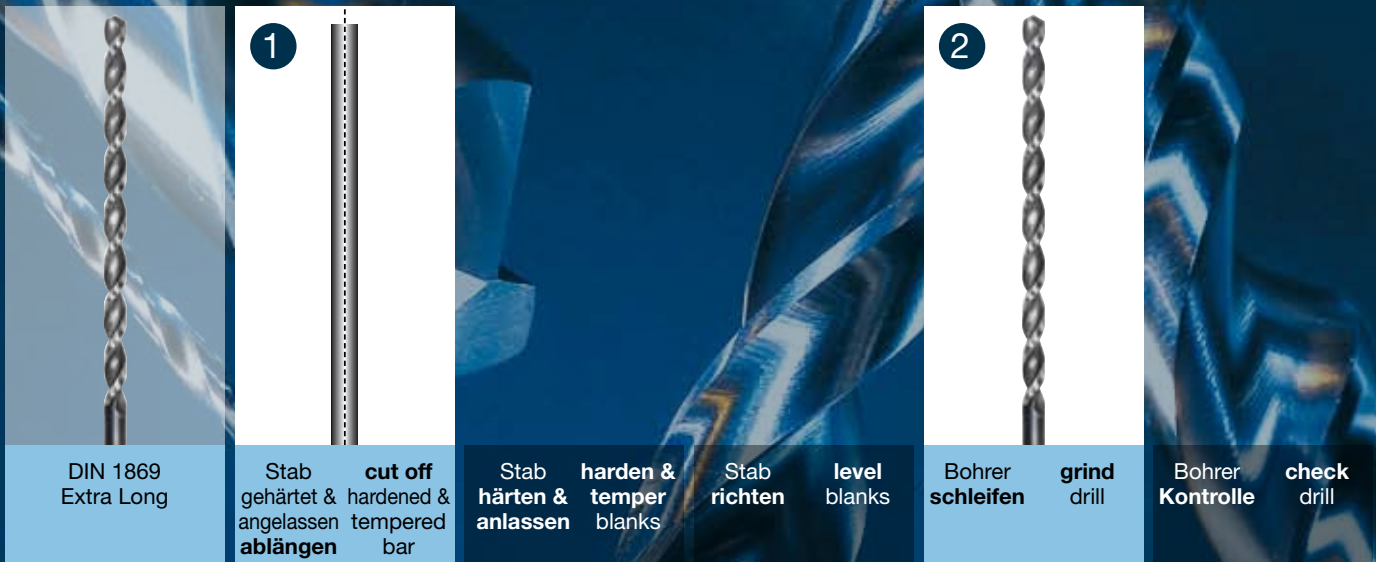 1
2
DIN 1869
Extra Long
Stab
gehärtet &
angelassen
ablängen
cut off
hardened &
tempered
bar
Stab
härten &
anlassen
harden &
temper
blanks
Stab
richten
level
blanks
Bohrer
schleifen
grind
drill
Bohrer
Kontrolle
check
drill